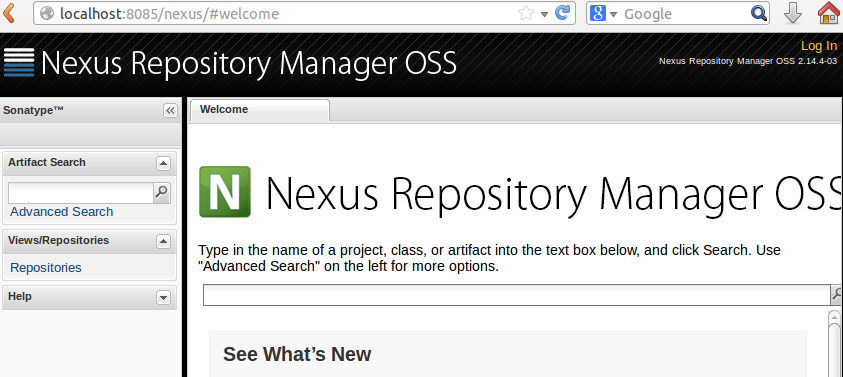 localhost:8085/nexus/#welcome
Google
Nexus Repository Manager OSS
Log In
Nexus Repository Manager OSS 2.14.4-03
Sonatype™
Welcome
Artifact Search
Advanced Search
Views/Repositories
Repositories
Help
N Nexus Repository Manager OSS
Type in the name of a project, class, or artifact into the text box below, and click Search. Use
"Advanced Search" on the left for more options.
See What's New